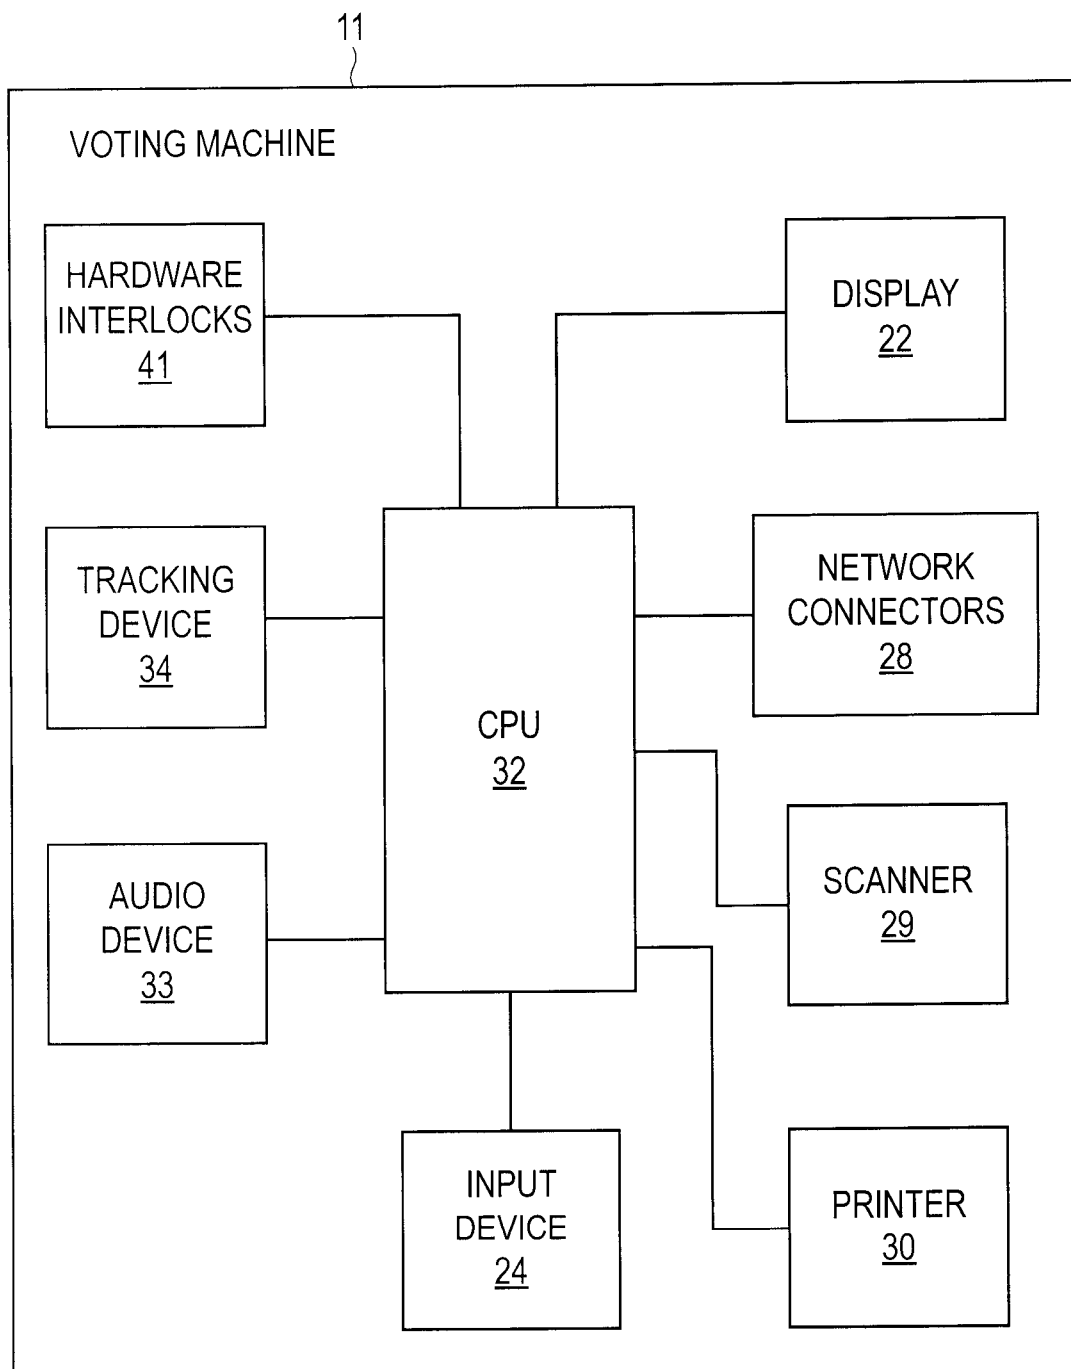 11
VOTING MACHINE
HARDWARE
INTERLOCKS
41
DISPLAY
22
TRACKING
DEVICE
34
NETWORK
CONNECTORS
28
CPU
32
AUDIO
DEVICE
33
SCANNER
29
INPUT
DEVICE
24
PRINTER
30